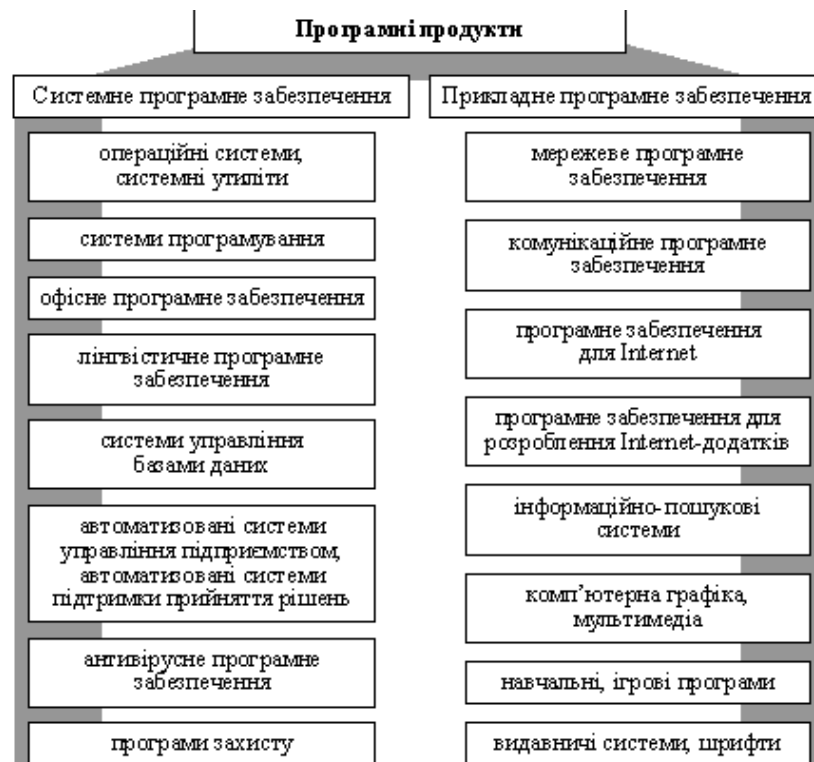 Програмні продукти
Системне програмне забезпечення
операційні системи,
системні утиліти
системи програмування
офісне програмне забезпечення
лінгвістичне програмне
забезпечення
системи управління
базами даних
автоматизовані системи
управління підприємством,
автоматизовані системи
підтримки прийняття рішень
антивірусне програмне
забезпечення
програми захисту
Прикладне програмне забезпечення
мережеве програмне
забезпечення
комунікаційне програмне
забезпечення
програмне забезпечення
для Internet
програмне забезпечення для
розроблення Internet-додатків
інформаційно-пошукові
системи
комп’ютерна графіка,
мультимедіа
навчальні, ігрові програми
видавничі системи, шрифти